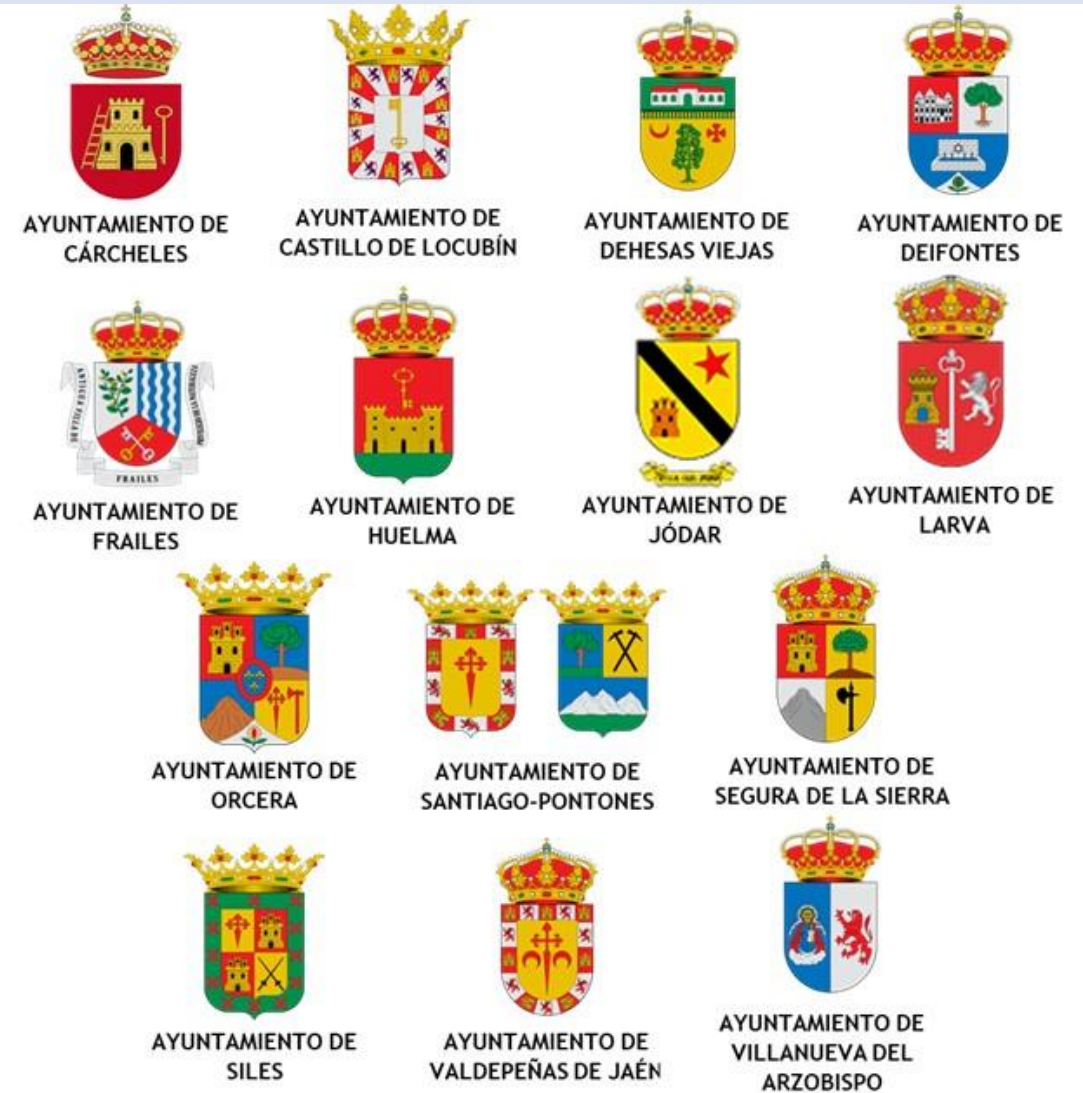 AYUNTAMIENTO DE
CÁRCHELES
AYUNTAMIENTO DE
CASTILLO DE LOCUBÍN
AYUNTAMIENTO DE
DEHESAS VIEJAS
AYUNTAMIENTO DE
DEIFONTES
FRAILES
AYUNTAMIENTO DE
FRAILES
AYUNTAMIENTO DE
HUELMA
AYUNTAMIENTO DE
JÓDAR
AYUNTAMIENTO DE
LARVA
AYUNTAMIENTO DE
ORCERA
AYUNTAMIENTO DE
SANTIAGO-PONTONES
AYUNTAMIENTO DE
SEGURA DE LA SIERRA
AYUNTAMIENTO DE
SILES
AYUNTAMIENTO DE
VALDEPEÑAS DE JAÉN
AYUNTAMIENTO DE
VILLANUEVA DEL
ARZOBISPO